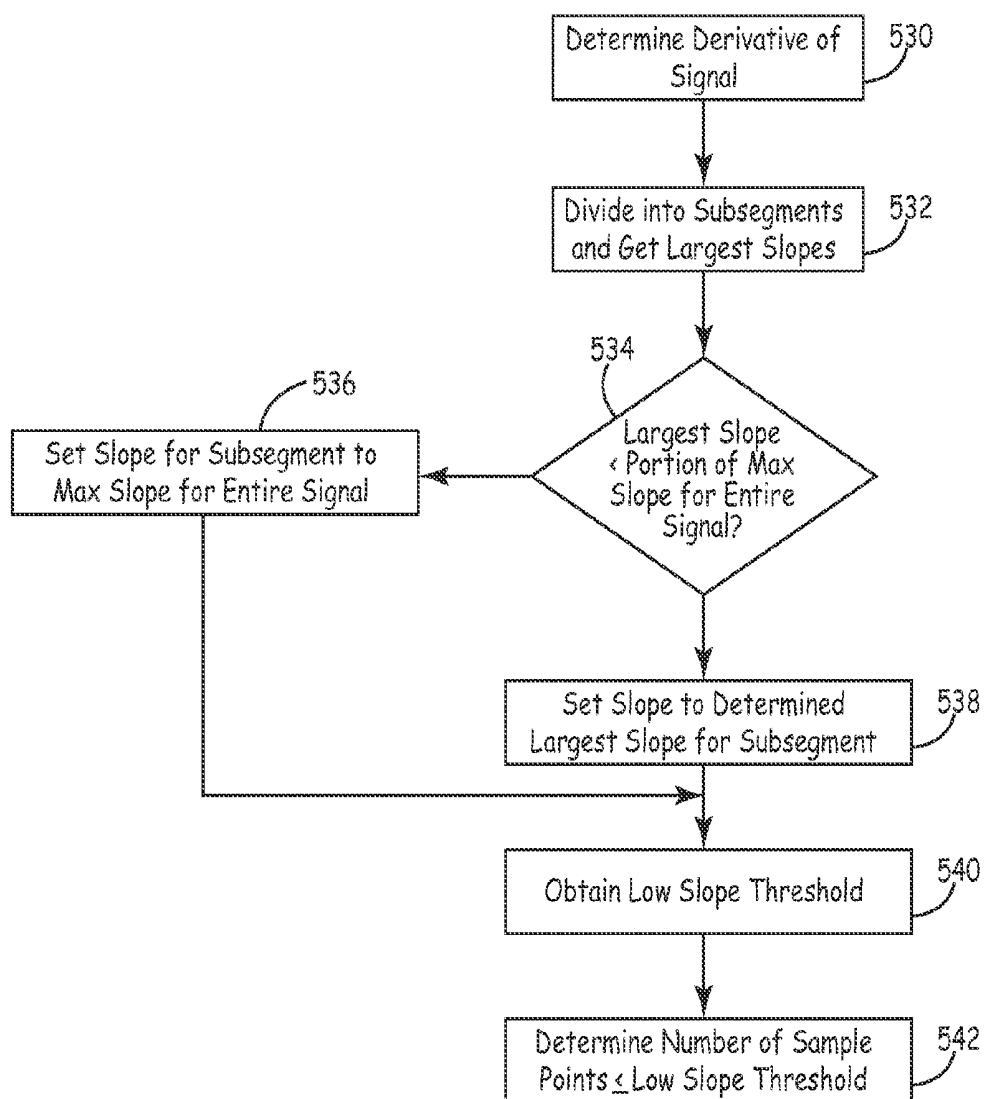 Determine Derivative of
Signal
530
Divide into Subsegments
and Get Largest Slopes
532
534
Largest Slope
< Portion of Max
Slope for Entire
Signal?
536
Set Slope for Subsegment to
Max Slope for Entire Signal
Set Slope to Determined
Largest Slope for Subsegment
538
Obtain Low Slope Threshold
540
Determine Number of Sample
Points ≤ Low Slope Threshold
542